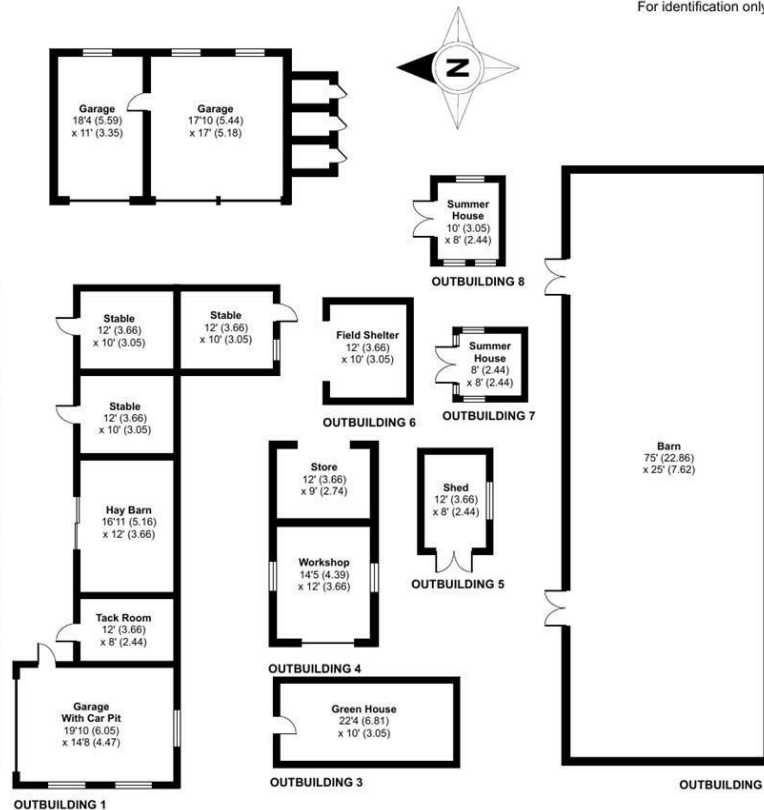 For identification only
N
Garage
18'4 (5.59)
x 11' (3.35)
Garage
17'10 (5.44)
x 17' (5.18)
Summer
House
10' (3.05)
x 8' (2.44)
OUTBUILDING 8
Stable
12' (3.66)
x 10' (3.05)
Stable
12' (3.66)
x 10' (3.05)
Field Shelter
12' (3.66)
x 10' (3.05)
OUTBUILDING 6
Summer
House
8' (2.44)
x 8' (2.44)
OUTBUILDING 7
Stable
12' (3.66)
x 10' (3.05)
Barn
75' (22.86)
x 25' (7.62)
Store
12' (3.66)
x 9' (2.74)
Shed
12' (3.66)
x 8' (2.44)
OUTBUILDING 5
Hay Barn
16'11 (5.16)
x 12' (3.66)
Workshop
14'5 (4.39)
x 12' (3.66)
OUTBUILDING 4
Tack Room
12' (3.66)
x 8' (2.44)
Garage
With Car Pit
19'10 (6.05)
x 14'8 (4.47)
OUTBUILDING 1
Green House
22'4 (6.81)
x 10' (3.05)
OUTBUILDING 3
OUTBUILDING